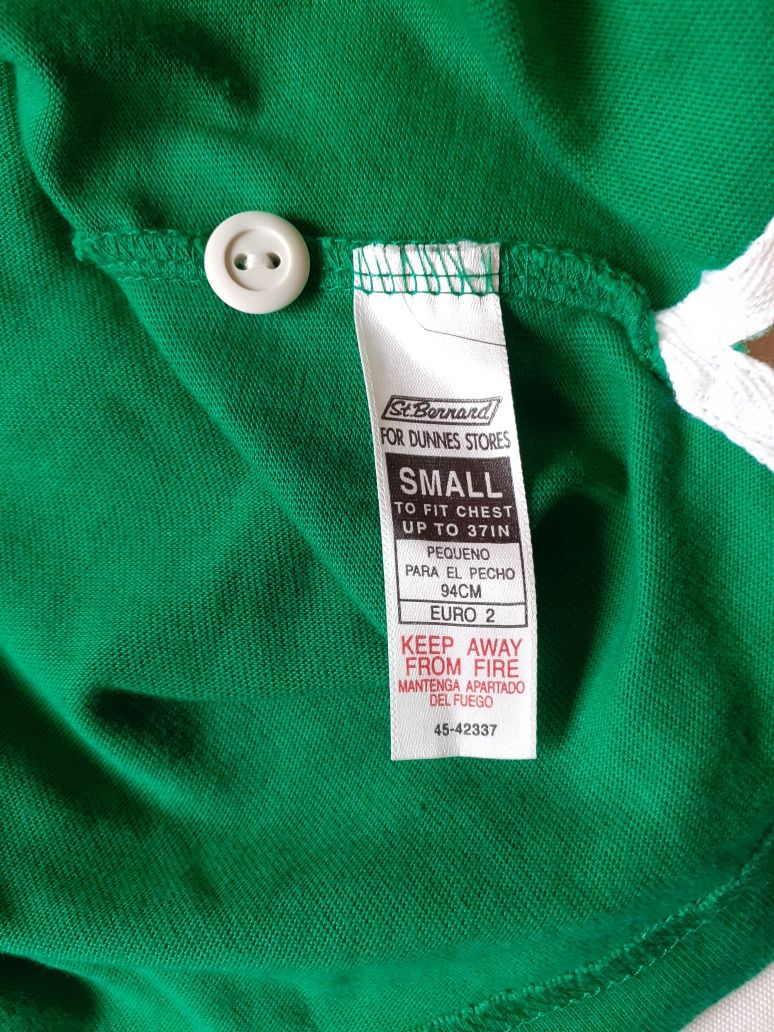 St.Bernard
FOR DUNNES STORES
SMALL
TO FIT CHEST
UP TO 37IN
PEQUENO
PARA EL PECHO
94CM
EURO 2
KEEP AWAY
FROM FIRE
MANTENGA APARTADO
DEL FUEGO
45-42337